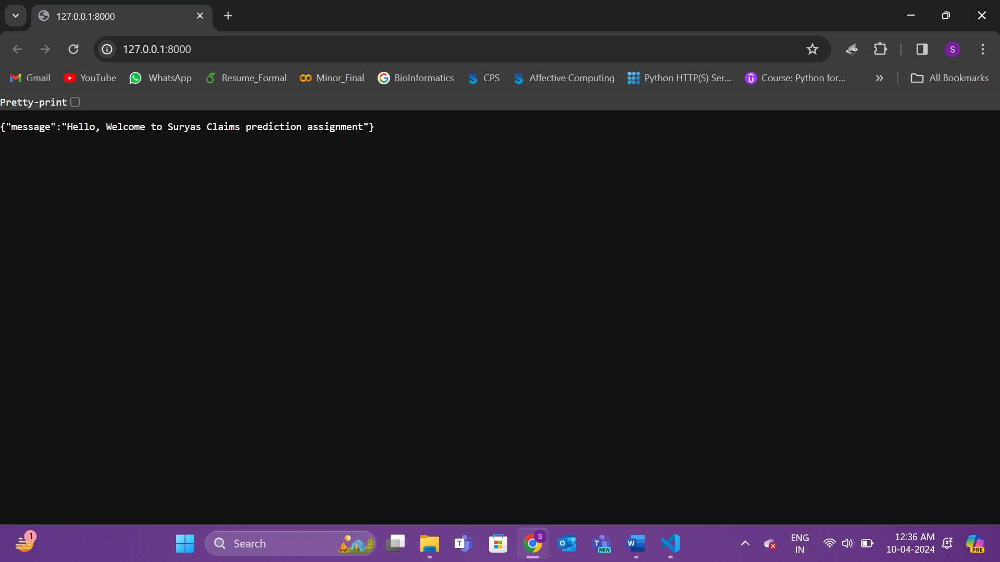 127.0.0.1:8000
127.0.0.1:8000
S
Gmail YouTube WhatsApp Resume_Formal Minor_Final BioInformatics CPS Affective Computing Python HTTP(S) Ser... Course: Python for... All Bookmarks
Pretty-print
{"message":"Hello, Welcome to Suryas Claims prediction assignment"}
1
Search
S
NEW
ENG
IN
12:36 AM
10-04-2024
PRE